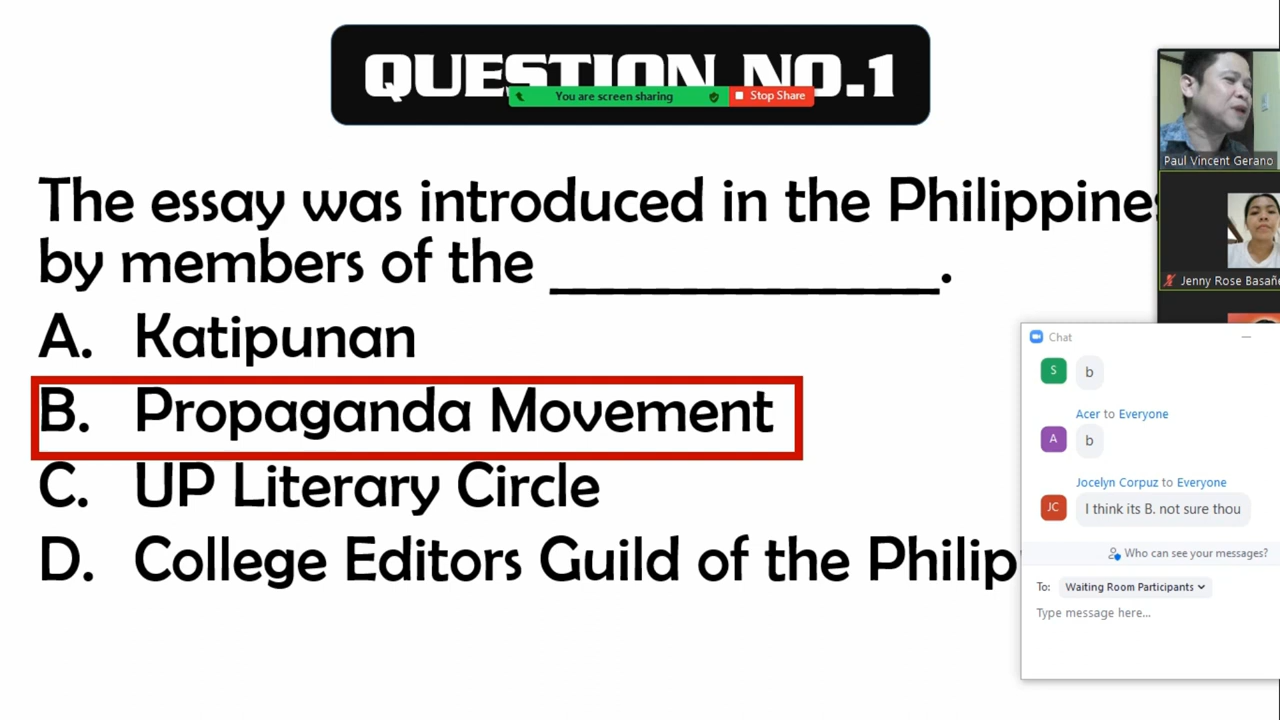 QUESTION NO.1
You are screen sharing
Stop Share
The essay was introduced in the Philippines
by members of the _______________.
A. Katipunan
B. Propaganda Movement
C. UP Literary Circle
D. College Editors Guild of the Philip
Paul Vincent Gerano
Jenny Rose Basañe
Chat
S
b
Acer to Everyone
A
b
Jocelyn Corpuz to Everyone
JC
I think its B. not sure thou
Who can see your messages?
To: Waiting Room Participants
Type message here...